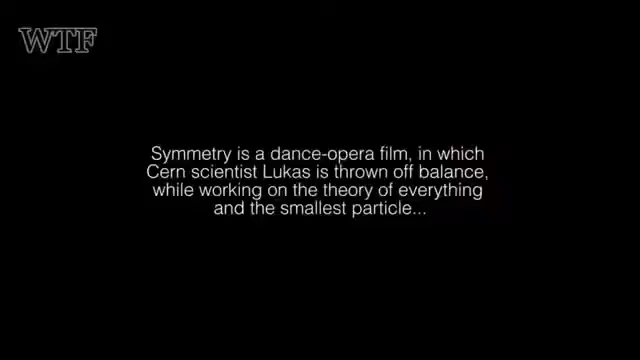 WTF
Symmetry is a dance-opera film, in which
Cern scientist Lukas is thrown off balance,
while working on the theory of everything
and the smallest particle...